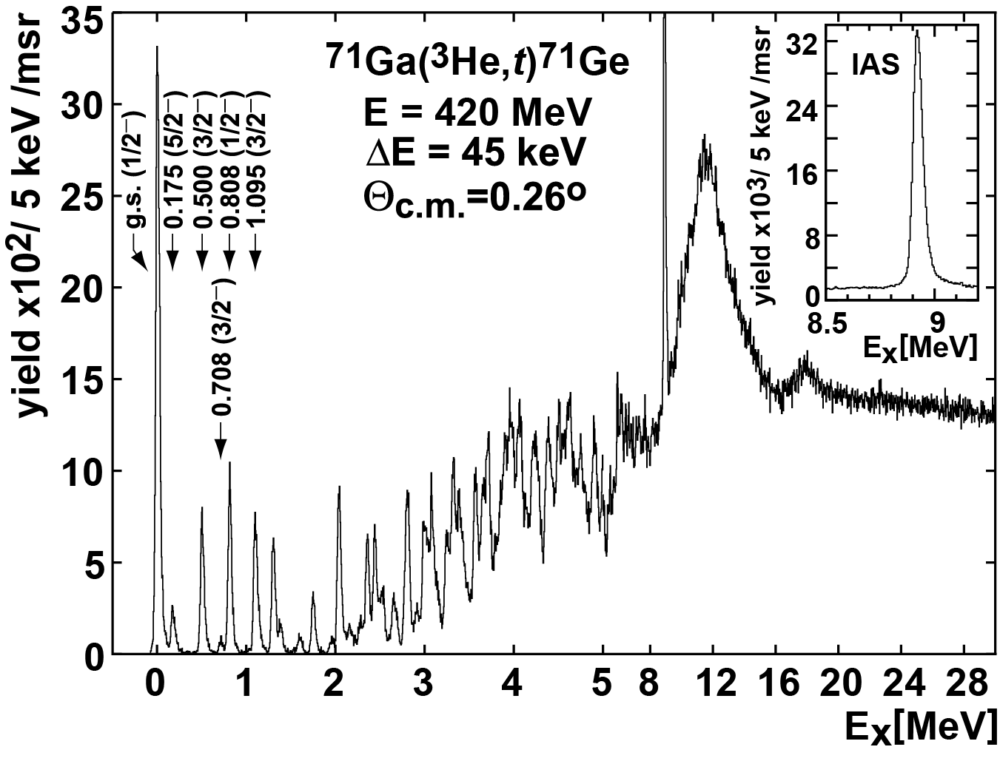 35
30
25
20
15
10
5
0
yield x10²/ 5 keV /msr
⁷¹Ga(³He,t)⁷¹Ge
E = 420 MeV
ΔE = 45 keV
Θc.m.=0.26º
g.s. (1/2⁻)
0.175 (5/2⁻)
0.500 (3/2⁻)
0.808 (1/2⁻)
1.095 (3/2⁻)
0.708 (3/2⁻)
IAS
32
24
16
8
0
yield x10³/ 5 keV /msr
8.5 9
Eₓ[MeV]
0 1 2 3 4 5 8 12 16 20 24 28
Eₓ[MeV]